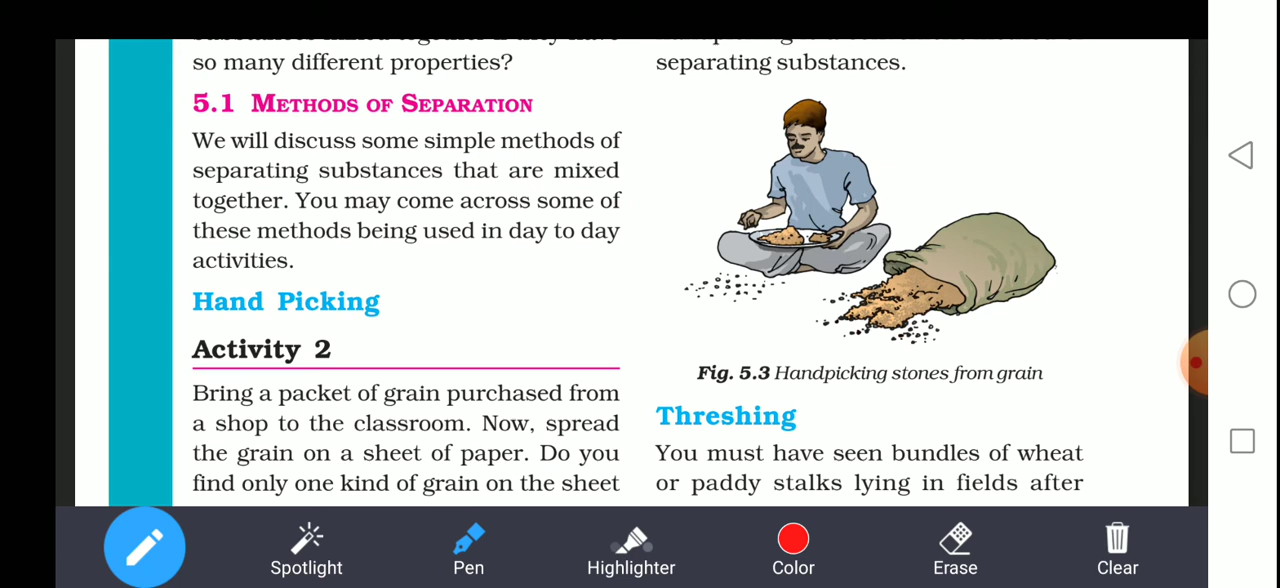 so many different properties?
5.1 METHODS OF SEPARATION
We will discuss some simple methods of
separating substances that are mixed
together. You may come across some of
these methods being used in day to day
activities.
Hand Picking
Activity 2
Bring a packet of grain purchased from
a shop to the classroom. Now, spread
the grain on a sheet of paper. Do you
find only one kind of grain on the sheet
separating substances.
Fig. 5.3 Handpicking stones from grain
Threshing
You must have seen bundles of wheat
or paddy stalks lying in fields after
Spotlight
Pen
Highlighter
Color
Erase
Clear